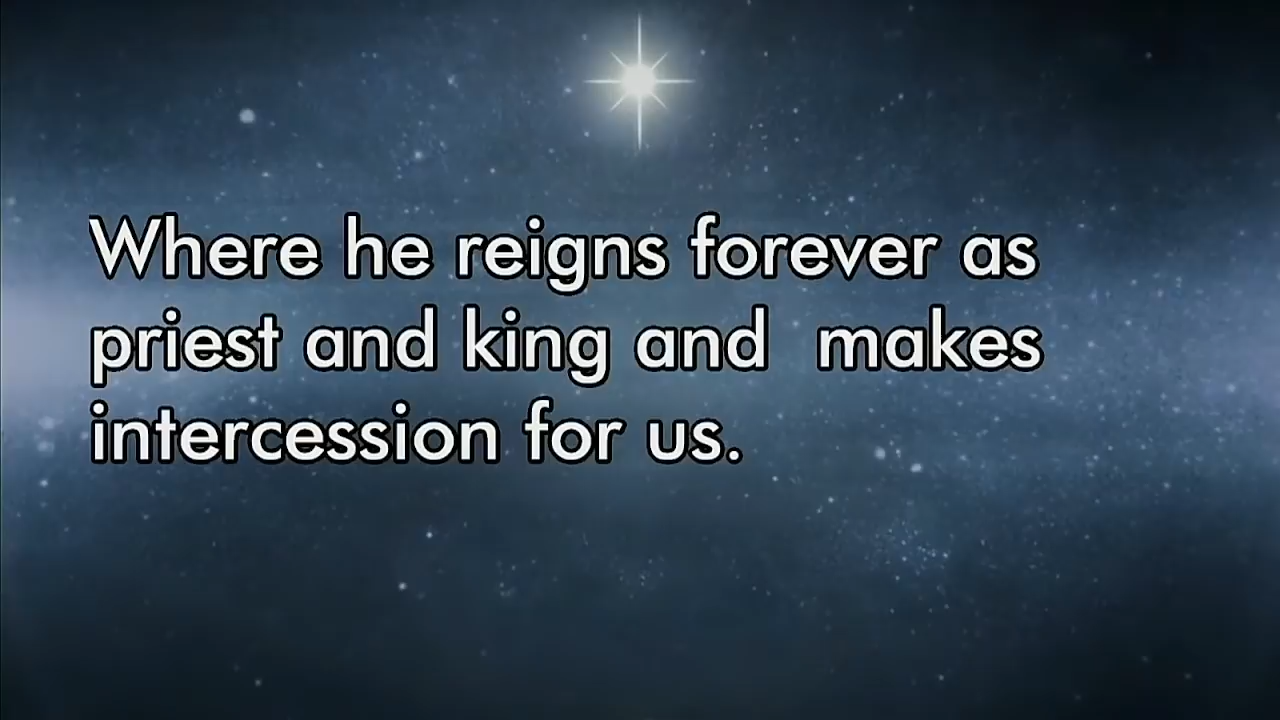 Where he reigns forever as
priest and king and  makes
intercession for us.